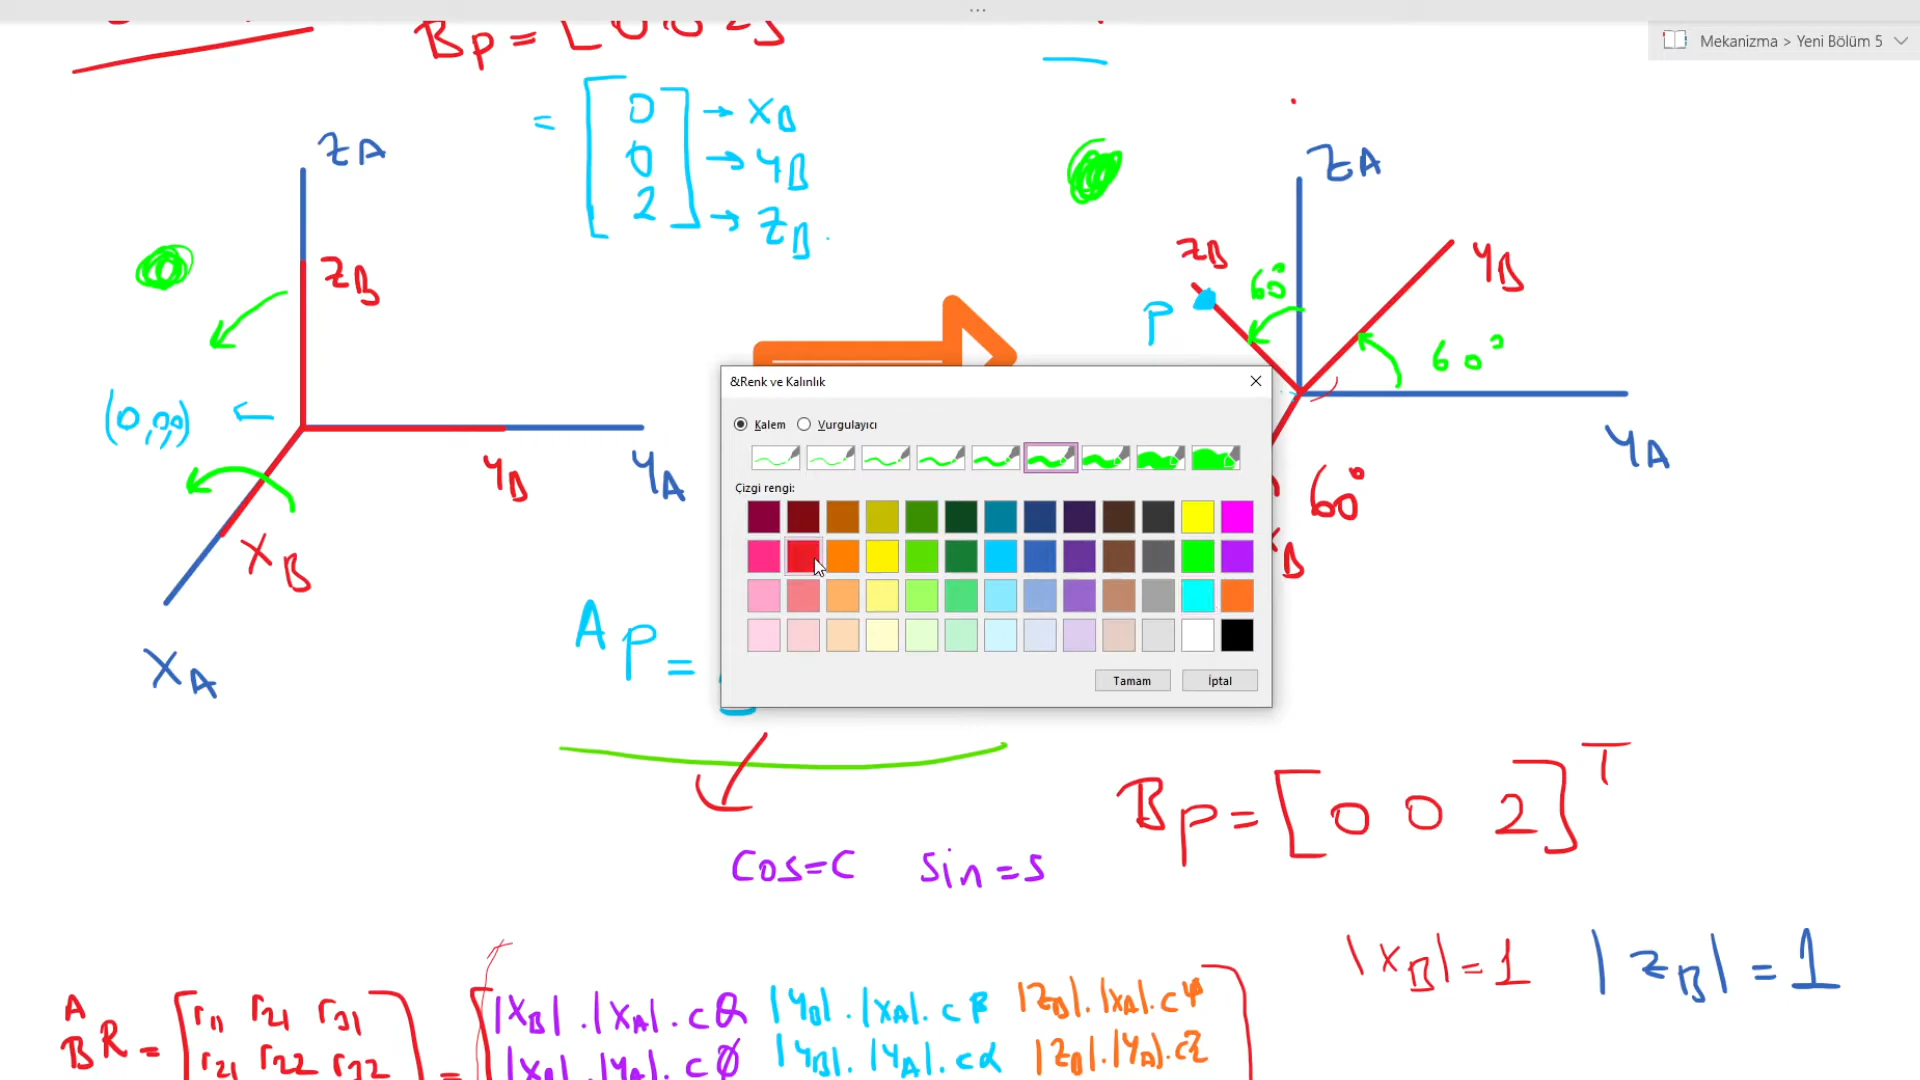 Mekanizma > Yeni Bölüm 5
Bp = [0 0 2]
= [0 → XB
0 → YB
2] → ZB
ZA
ZB
(0,0,0)
YB
YA
XB
XA
ZA
ZB
60°
YB
P
60°
YA
60°
XB
&Renk ve Kalınlık
Kalem Vurgulayıcı
Çizgi rengi:
Tamam İptal
Ap =
Bp = [0 0 2]T
Cos=C Sin=S
|XB|=1 |ZB|=1
A
B R = [r11 r21 r31
r21 r22 r32
= [|XB|.|XA|.cθ |YB|.|XA|.cβ |ZB|.|XA|.cΨ
|XB|.|YA|.cø |YB|.|YA|.cα |ZB|.|YA|.